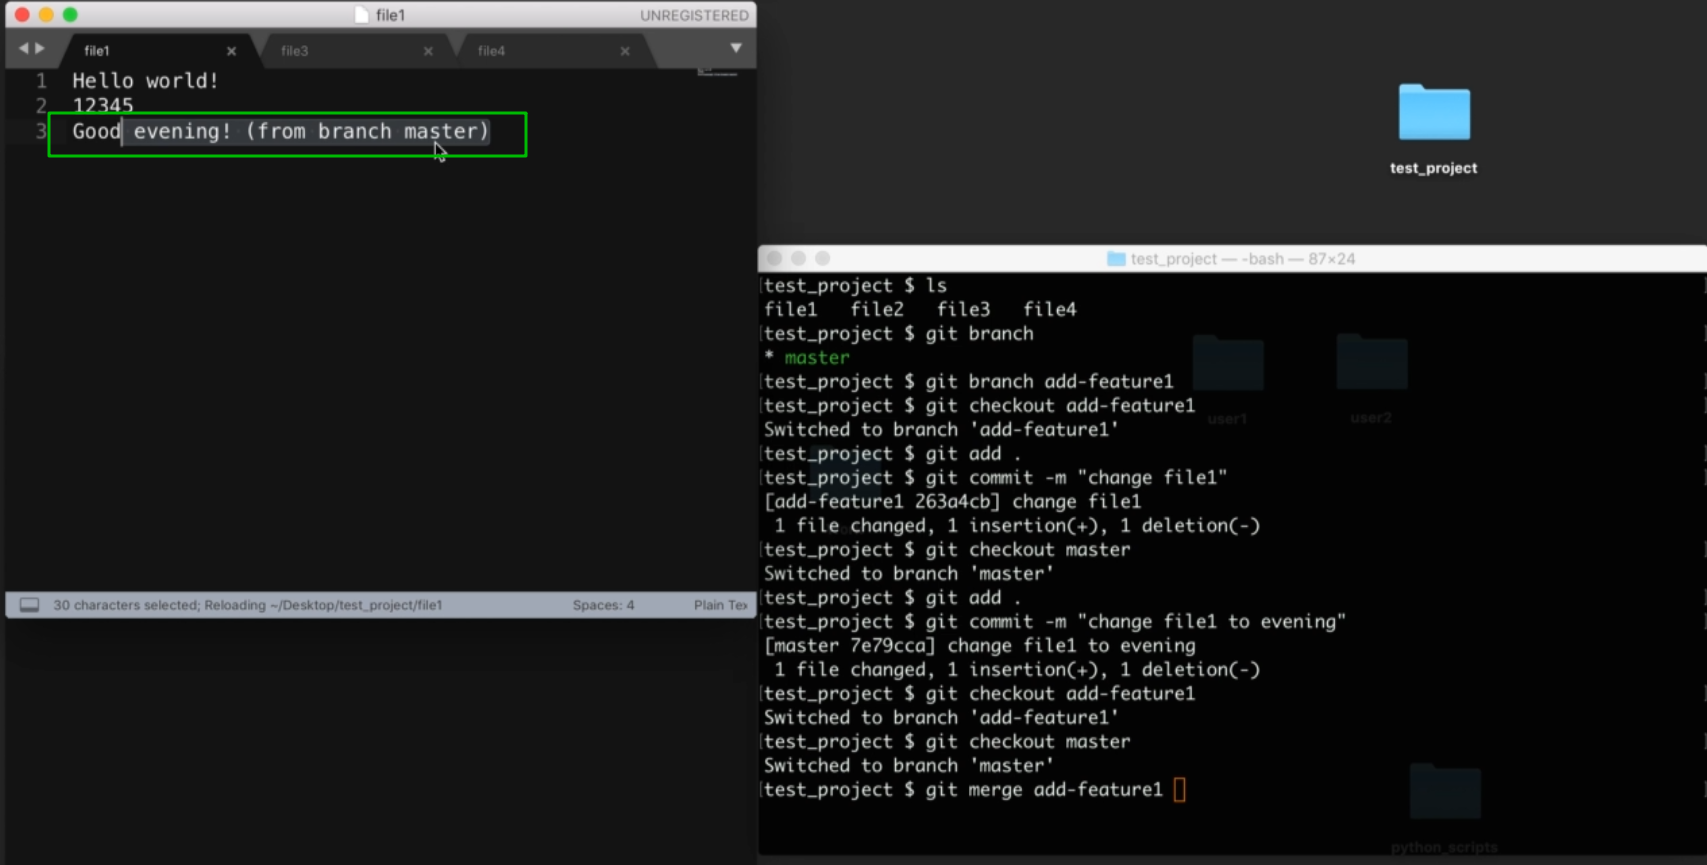 file1
UNREGISTERED
file1 × file3 × file4 ×
1 Hello world!
2 12345
3 Good evening! (from branch master)
30 characters selected; Reloading ~/Desktop/test_project/file1 Spaces: 4 Plain Tex
test_project
test_project — -bash — 87×24
test_project $ ls
file1 file2 file3 file4
test_project $ git branch
* master
test_project $ git branch add-feature1
test_project $ git checkout add-feature1
Switched to branch 'add-feature1'
test_project $ git add .
test_project $ git commit -m "change file1"
[add-feature1 263a4cb] change file1
1 file changed, 1 insertion(+), 1 deletion(-)
test_project $ git checkout master
Switched to branch 'master'
test_project $ git add .
test_project $ git commit -m "change file1 to evening"
[master 7e79cca] change file1 to evening
1 file changed, 1 insertion(+), 1 deletion(-)
test_project $ git checkout add-feature1
Switched to branch 'add-feature1'
test_project $ git checkout master
Switched to branch 'master'
test_project $ git merge add-feature1
user1
user2
python_scripts